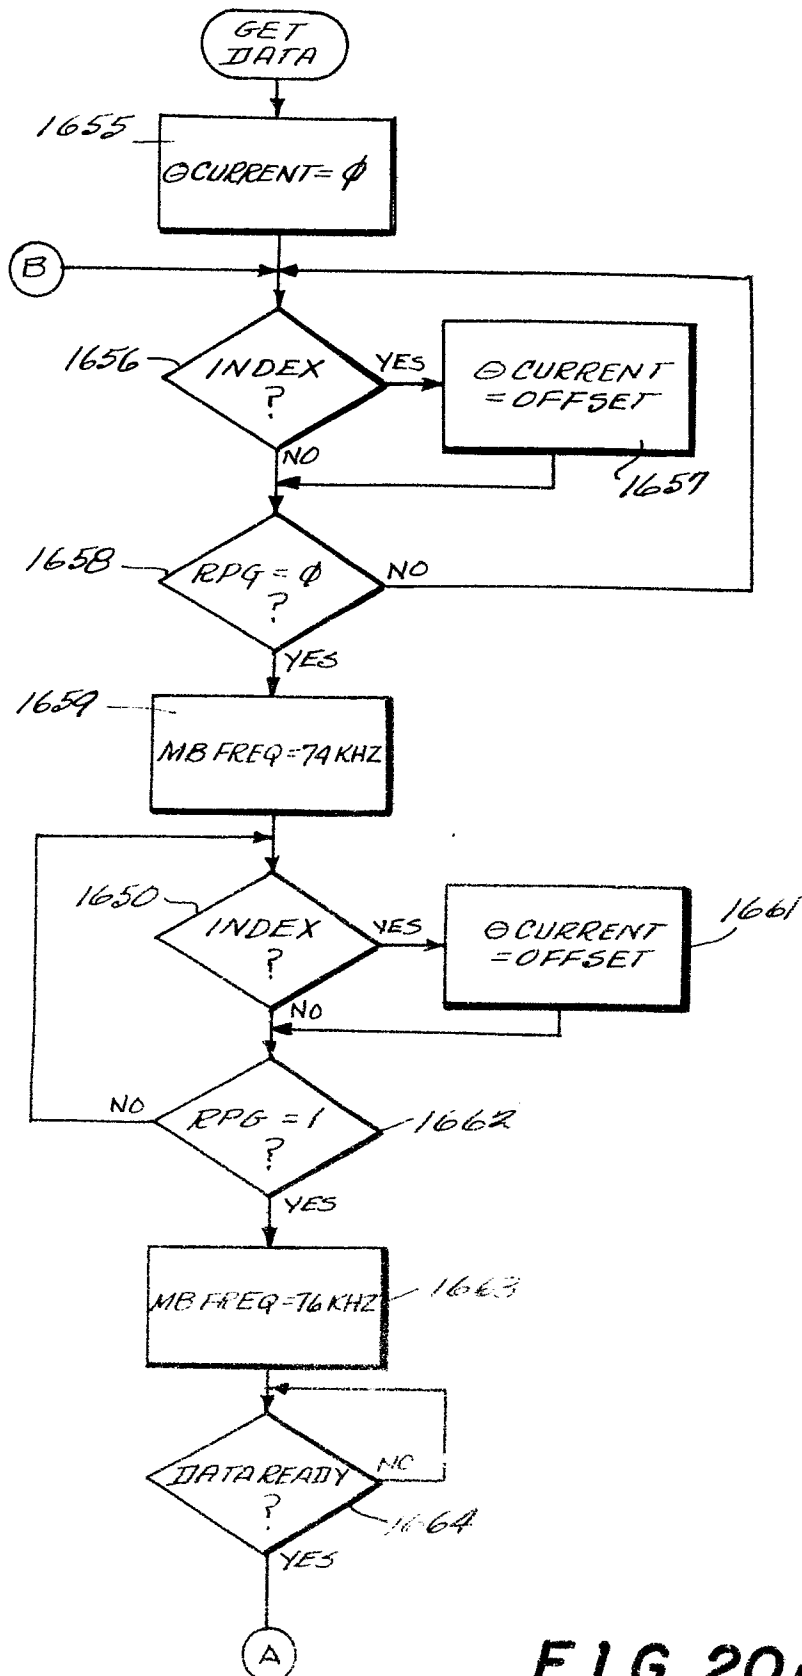 GET
DATA
1655
ΘCURRENT=φ
B
1656
INDEX
?
YES
ΘCURRENT
=OFFSET
NO
1657
1658
RPG=φ
?
NO
YES
1659
MB FREQ=74KHZ
1650
INDEX
?
YES
ΘCURRENT
=OFFSET
1661
NO
NO
RPG=1
?
1662
YES
MB FREQ=76KHZ
1663
DATA READY
?
NO
1664
YES
A
FIG. 20